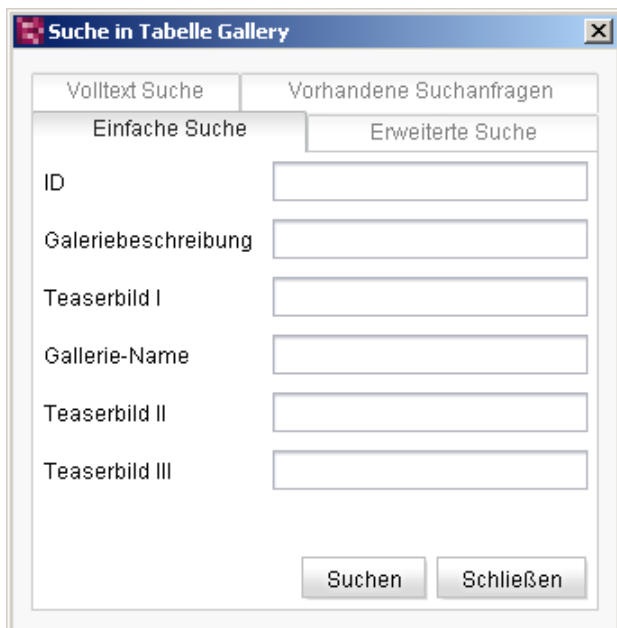 Suche in Tabelle Gallery
Volltext Suche Vorhandene Suchanfragen
Einfache Suche Erweiterte Suche
ID
Galeriebeschreibung
Teaserbild I
Gallerie-Name
Teaserbild II
Teaserbild III
Suchen Schließen